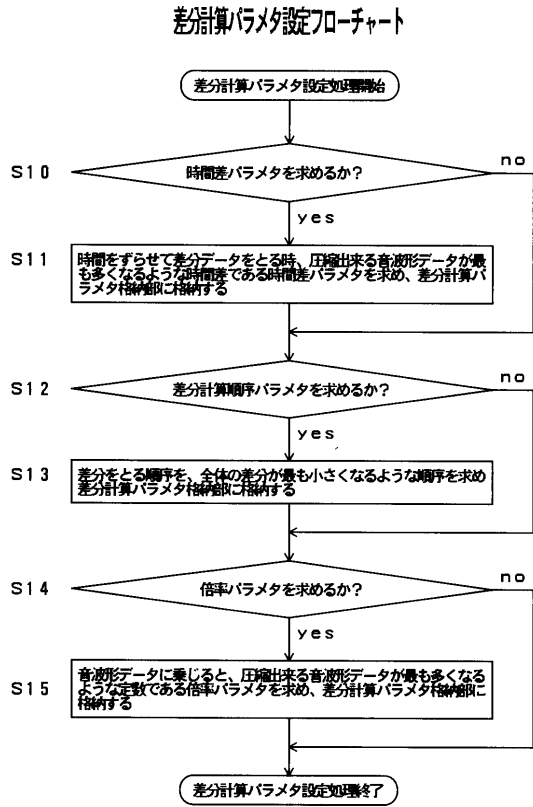 差分計算パラメタ設定フローチャート
差分計算パラメタ設定処理開始
S10
時間差パラメタを求めるか？
no
yes
S11
時間をずらせて差分データをとる時、圧縮出来る音波形データが最
も多くなるような時間差である時間差パラメタを求め、差分計算パ
ラメタ格納部に格納する
S12
差分計算順序パラメタを求めるか？
no
yes
S13
差分をとる順序を、全体の差分が最も小さくなるような順序を求め
差分計算パラメタ格納部に格納する
S14
倍率パラメタを求めるか？
no
yes
S15
音波形データに乗じると、圧縮出来る音波形データが最も多くなる
ような定数である倍率パラメタを求め、差分計算パラメタ格納部に
格納する
差分計算パラメタ設定処理終了